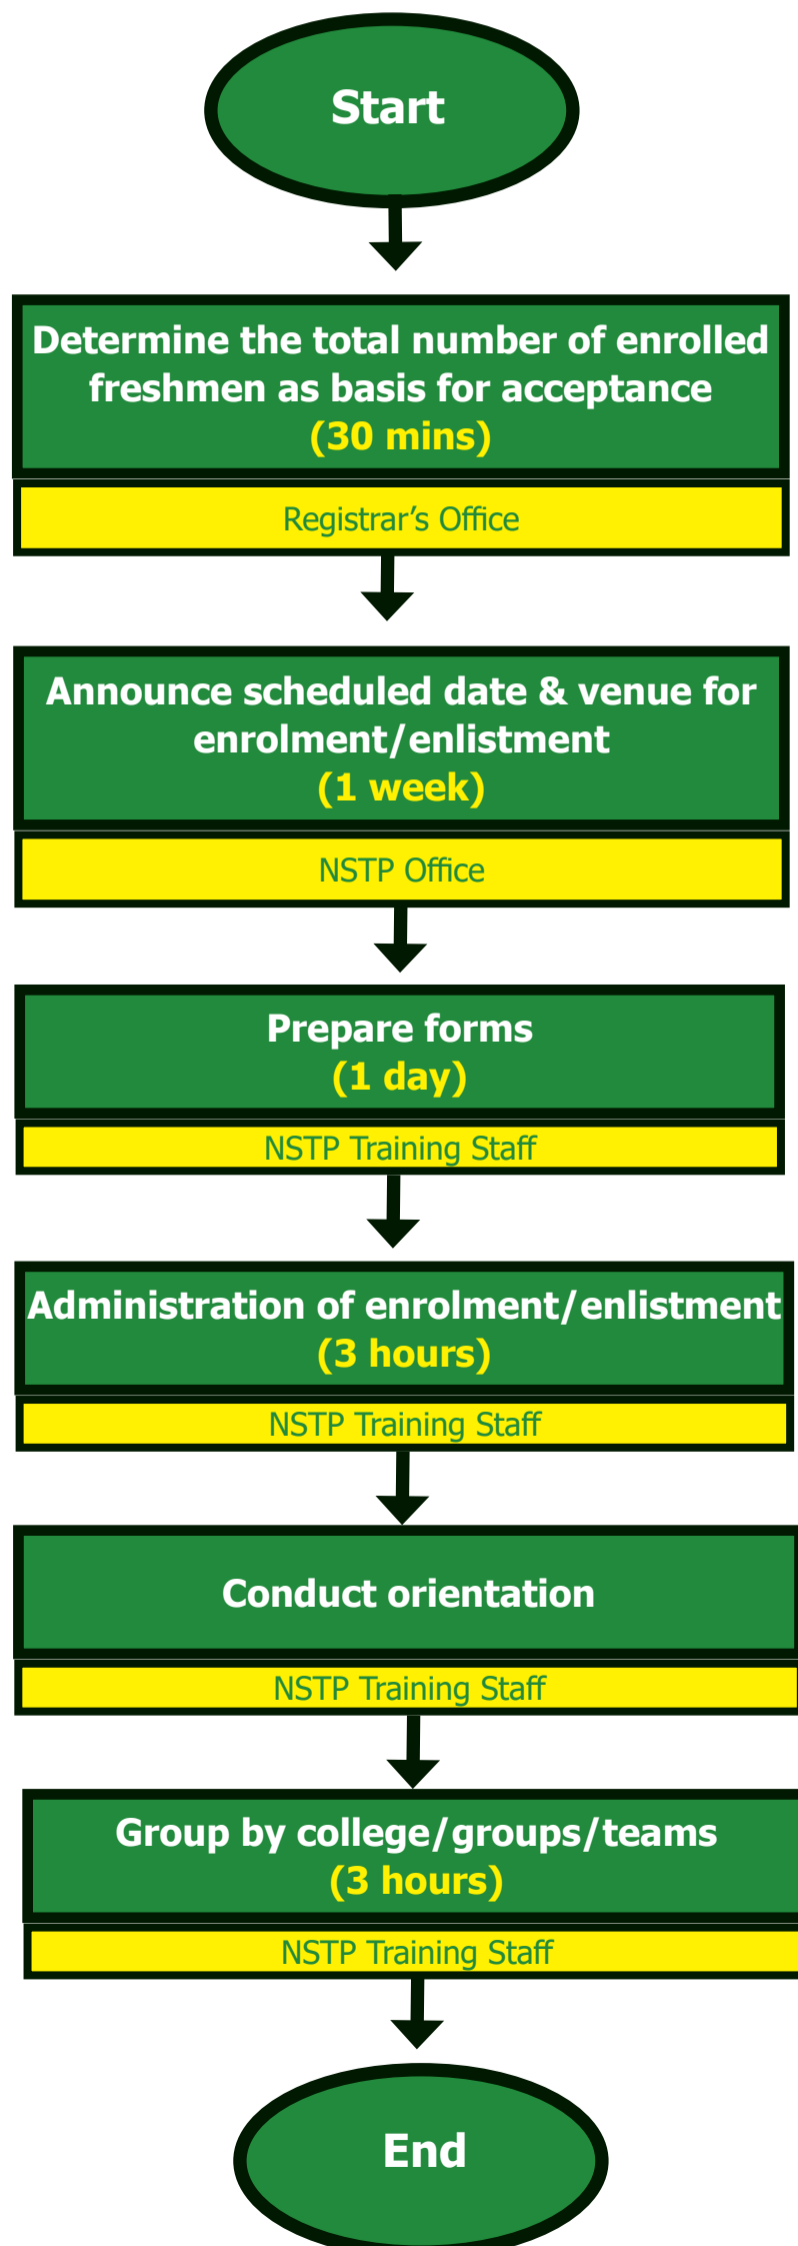 Start
Determine the total number of enrolled
freshmen as basis for acceptance
(30 mins)
Registrar’s Office
Announce scheduled date & venue for
enrolment/enlistment
(1 week)
NSTP Office
Prepare forms
(1 day)
NSTP Training Staff
Administration of enrolment/enlistment
(3 hours)
NSTP Training Staff
Conduct orientation
NSTP Training Staff
Group by college/groups/teams
(3 hours)
NSTP Training Staff
End